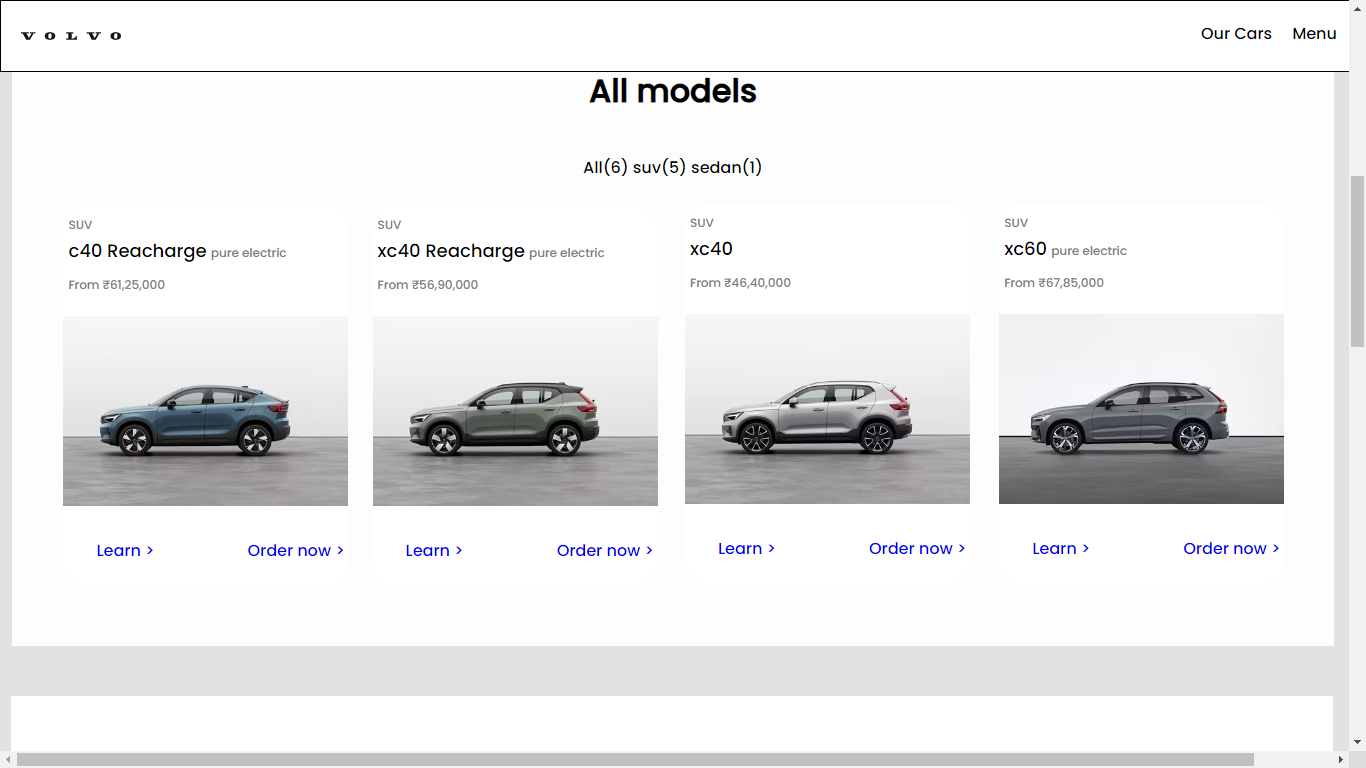 VOLVO
Our Cars Menu
All models
All(6) suv(5) sedan(1)
SUV
c40 Reacharge pure electric
From ₹61,25,000
Learn >
Order now >
SUV
xc40 Reacharge pure electric
From ₹56,90,000
Learn >
Order now >
SUV
xc40
From ₹46,40,000
Learn >
Order now >
SUV
xc60 pure electric
From ₹67,85,000
Learn >
Order now >